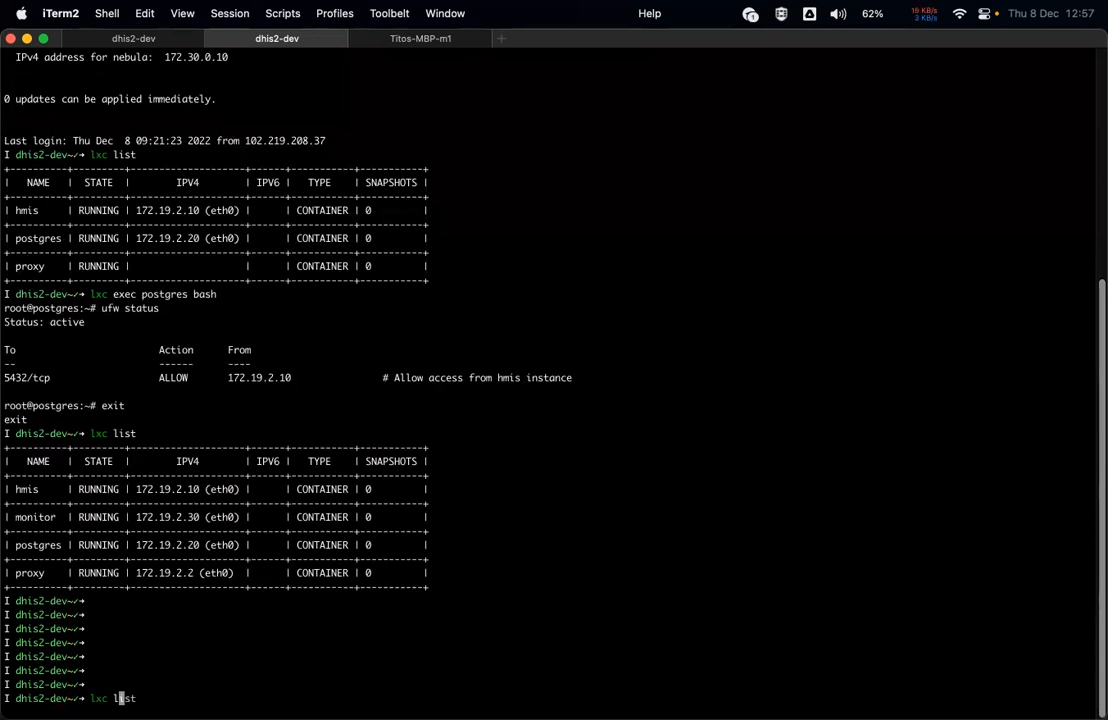 iTerm2 Shell Edit View Session Scripts Profiles Toolbelt Window Help 62% 19 KB/s 3 KB/s Thu 8 Dec 12:57
dhis2-dev dhis2-dev Titos-MBP-m1
IPv4 address for nebula: 172.30.0.10
0 updates can be applied immediately.
Last login: Thu Dec  8 09:21:23 2022 from 102.219.208.37
I dhis2-dev~✓➜ lxc list
+----------+---------+-------------------+------+-----------+-----------+
|   NAME   |  STATE  |       IPV4        | IPV6 |   TYPE    | SNAPSHOTS |
+----------+---------+-------------------+------+-----------+-----------+
| hmis     | RUNNING | 172.19.2.10 (eth0) |      | CONTAINER | 0         |
+----------+---------+-------------------+------+-----------+-----------+
| postgres | RUNNING | 172.19.2.20 (eth0) |      | CONTAINER | 0         |
+----------+---------+-------------------+------+-----------+-----------+
| proxy    | RUNNING |                   |      | CONTAINER | 0         |
+----------+---------+-------------------+------+-----------+-----------+
I dhis2-dev~✓➜ lxc exec postgres bash
root@postgres:~# ufw status
Status: active
To                         Action      From
--                         ------      ----
5432/tcp                   ALLOW       172.19.2.10                # Allow access from hmis instance
root@postgres:~# exit
exit
I dhis2-dev~✓➜ lxc list
+----------+---------+-------------------+------+-----------+-----------+
|   NAME   |  STATE  |       IPV4        | IPV6 |   TYPE    | SNAPSHOTS |
+----------+---------+-------------------+------+-----------+-----------+
| hmis     | RUNNING | 172.19.2.10 (eth0) |      | CONTAINER | 0         |
+----------+---------+-------------------+------+-----------+-----------+
| monitor  | RUNNING | 172.19.2.30 (eth0) |      | CONTAINER | 0         |
+----------+---------+-------------------+------+-----------+-----------+
| postgres | RUNNING | 172.19.2.20 (eth0) |      | CONTAINER | 0         |
+----------+---------+-------------------+------+-----------+-----------+
| proxy    | RUNNING | 172.19.2.2 (eth0)  |      | CONTAINER | 0         |
+----------+---------+-------------------+------+-----------+-----------+
I dhis2-dev~✓➜
I dhis2-dev~✓➜
I dhis2-dev~✓➜
I dhis2-dev~✓➜
I dhis2-dev~✓➜
I dhis2-dev~✓➜
I dhis2-dev~✓➜
I dhis2-dev~✓➜ lxc list